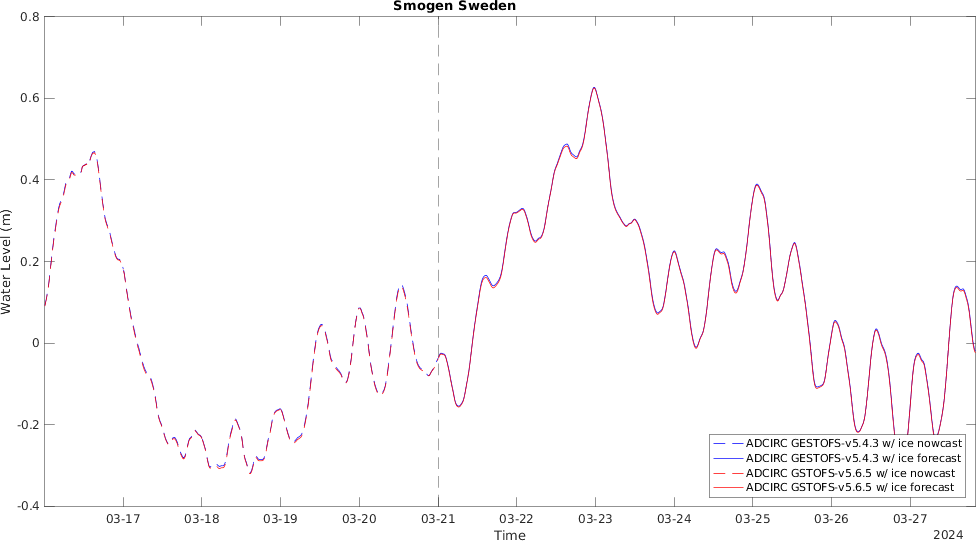 Smogen Sweden
0.8
0.6
0.4
0.2
0
-0.2
-0.4
Water Level (m)
03-17 03-18 03-19 03-20 03-21 03-22 03-23 03-24 03-25 03-26 03-27
Time
2024
ADCIRC GESTOFS-v5.4.3 w/ ice nowcast
ADCIRC GESTOFS-v5.4.3 w/ ice forecast
ADCIRC GSTOFS-v5.6.5 w/ ice nowcast
ADCIRC GSTOFS-v5.6.5 w/ ice forecast